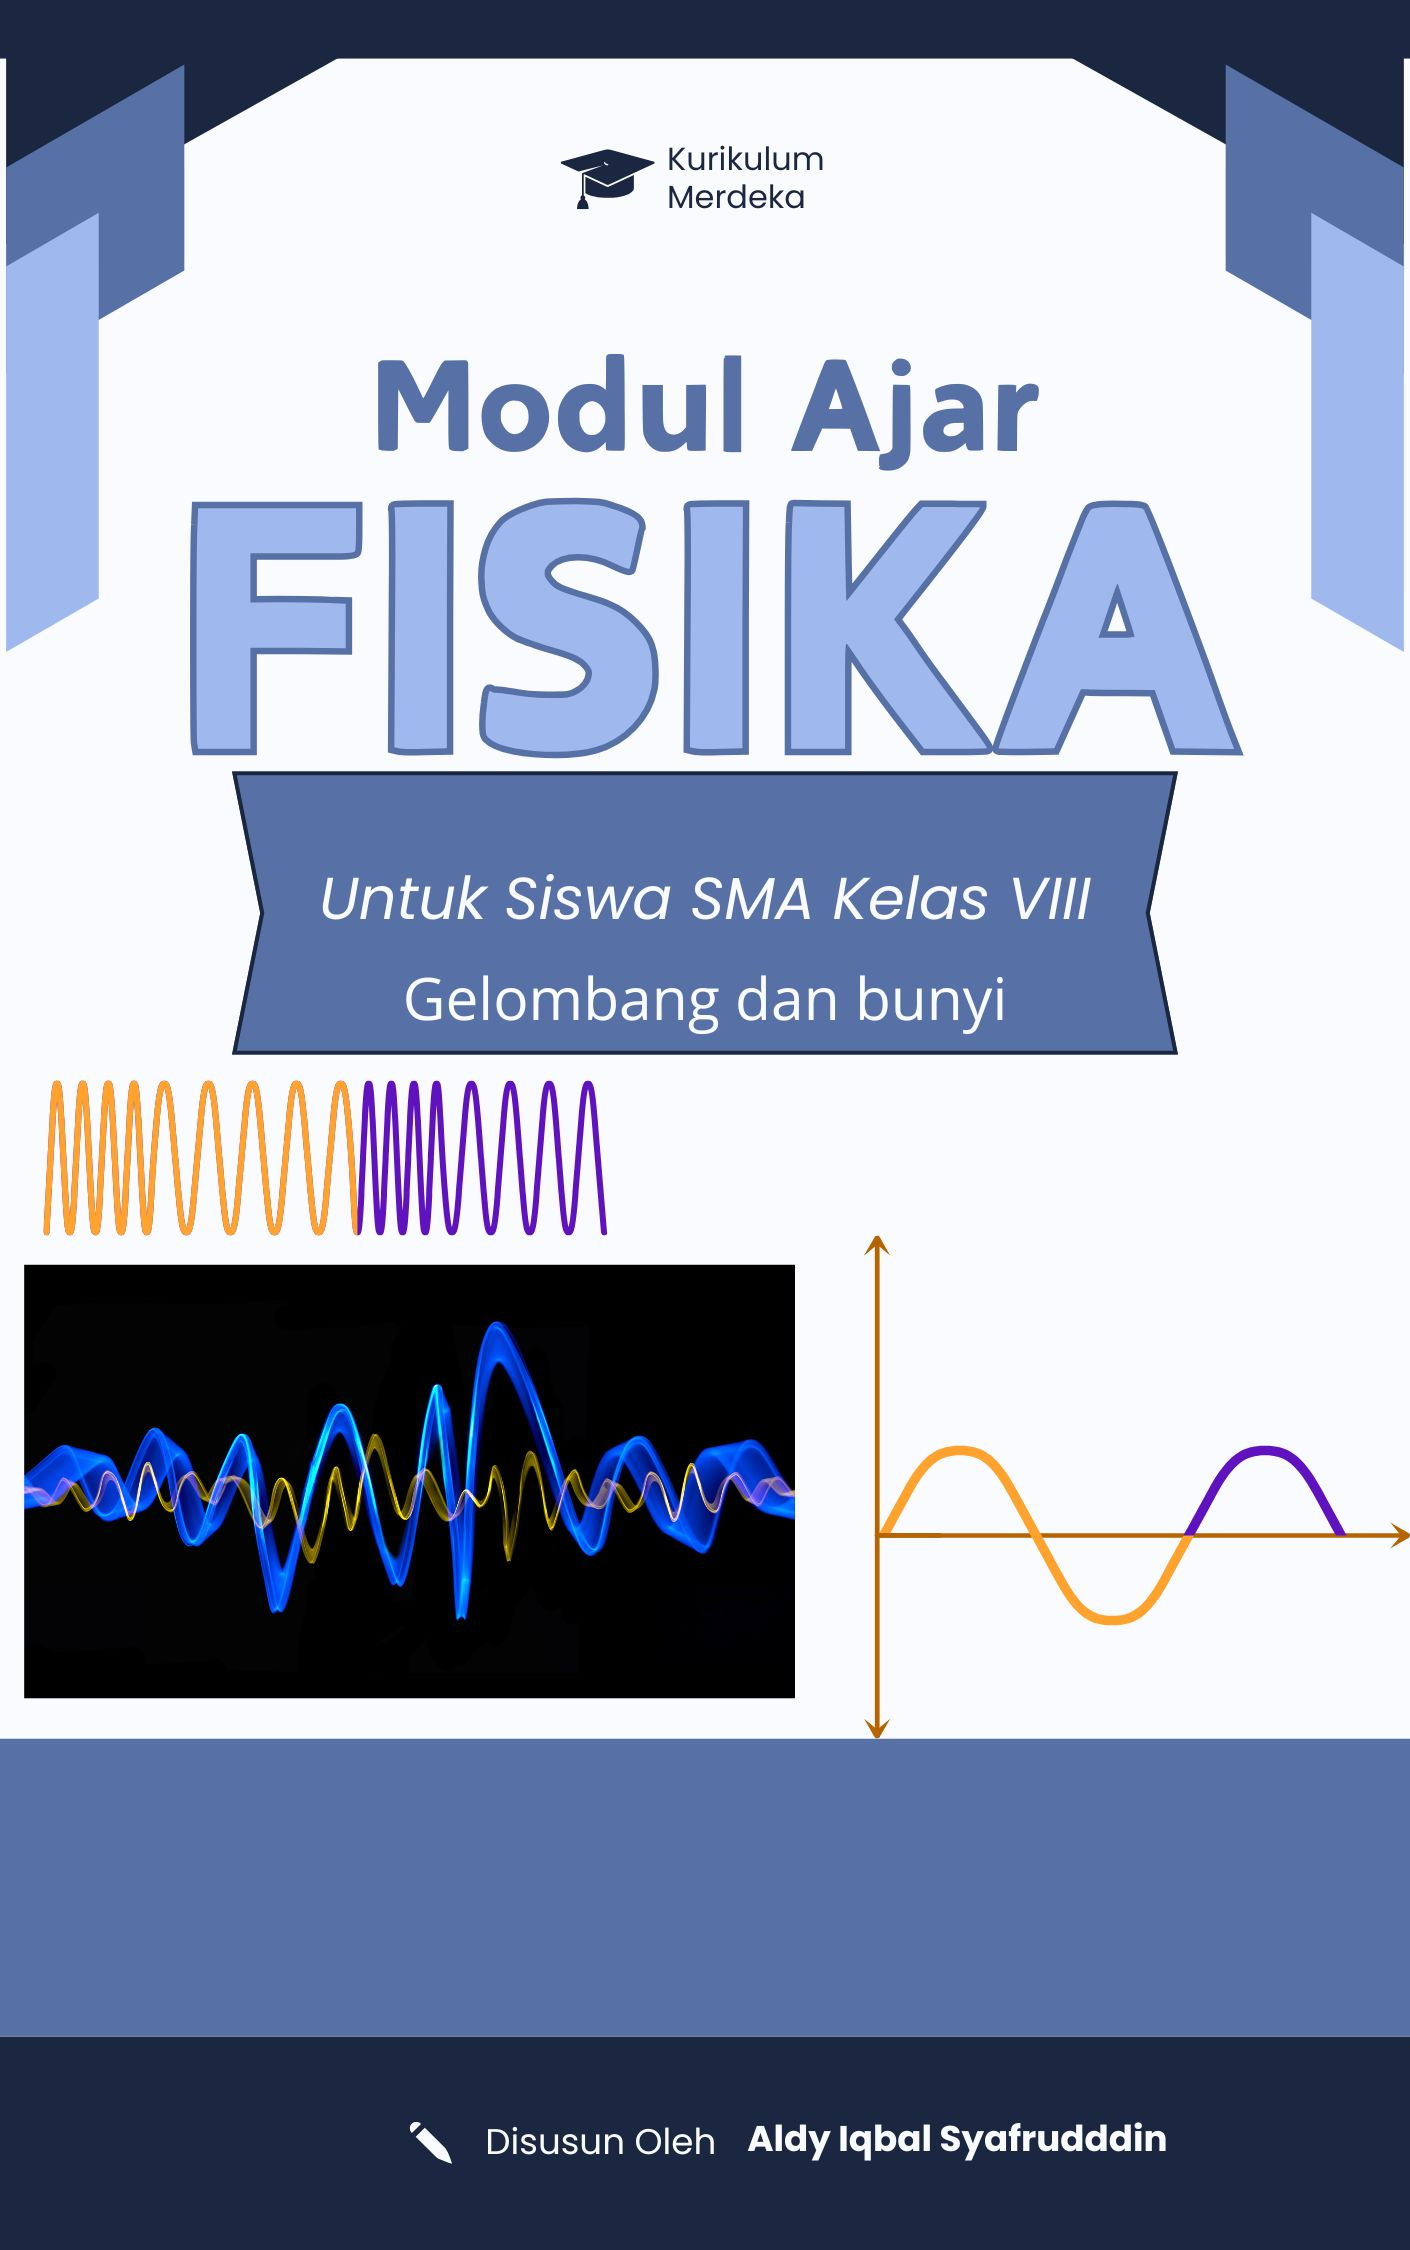 Kurikulum
Merdeka
Modul Ajar
FISIKA
Untuk Siswa SMA Kelas VIII
Gelombang dan bunyi
Disusun Oleh Aldy Iqbal Syafrudddin